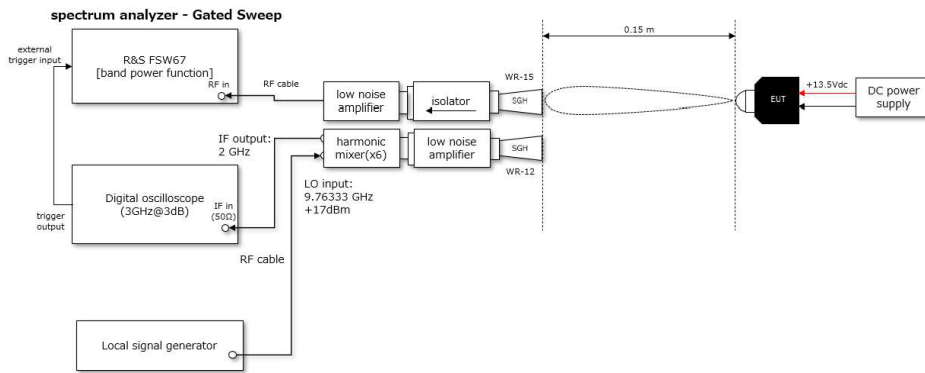 spectrum analyzer - Gated Sweep
external
trigger input
R&S FSW67
[band power function]
RF in
RF cable
low noise
amplifier
isolator
WR-15
SGH
0.15 m
EUT
+13.5Vdc
DC power
supply
IF output:
2 GHz
harmonic
mixer(x6)
low noise
amplifier
SGH
WR-12
LO input:
9.76333 GHz
+17dBm
Digital oscilloscope
(3GHz@3dB)
IF in
(50Ω)
trigger
output
RF cable
Local signal generator